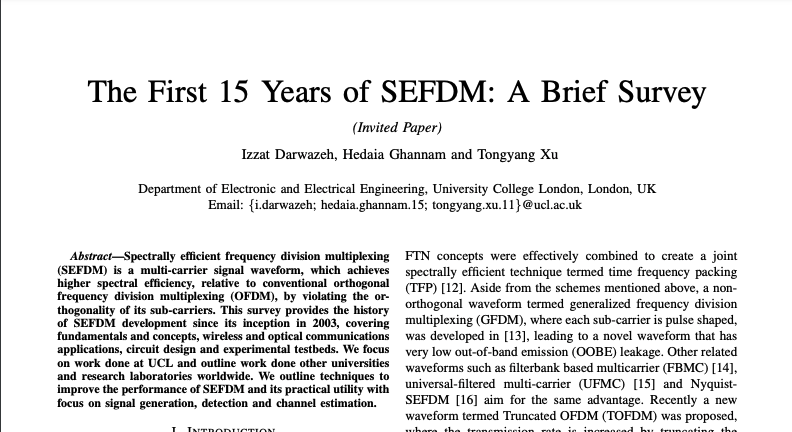 The First 15 Years of SEFDM: A Brief Survey
(Invited Paper)
Izzat Darwazeh, Hedaia Ghannam and Tongyang Xu
Department of Electronic and Electrical Engineering, University College London, London, UK
Email: {i.darwazeh; hedaia.ghannam.15; tongyang.xu.11}@ucl.ac.uk
Abstract—Spectrally efficient frequency division multiplexing
(SEFDM) is a multi-carrier signal waveform, which achieves
higher spectral efficiency, relative to conventional orthogonal
frequency division multiplexing (OFDM), by violating the or-
thogonality of its sub-carriers. This survey provides the history
of SEFDM development since its inception in 2003, covering
fundamentals and concepts, wireless and optical communications
applications, circuit design and experimental testbeds. We focus
on work done at UCL and outline work done other universities
and research laboratories worldwide. We outline techniques to
improve the performance of SEFDM and its practical utility with
focus on signal generation, detection and channel estimation.
I. INTRODUCTION
FTN concepts were effectively combined to create a joint
spectrally efficient technique termed time frequency packing
(TFP) [12]. Aside from the schemes mentioned above, a non-
orthogonal waveform termed generalized frequency division
multiplexing (GFDM), where each sub-carrier is pulse shaped,
was developed in [13], leading to a novel waveform that has
very low out-of-band emission (OOBE) leakage. Other related
waveforms such as filterbank based multicarrier (FBMC) [14],
universal-filtered multi-carrier (UFMC) [15] and Nyquist-
SEFDM [16] aim for the same advantage. Recently a new
waveform termed Truncated OFDM (TOFDM) was proposed,
where the transmission rate is increased by truncating the